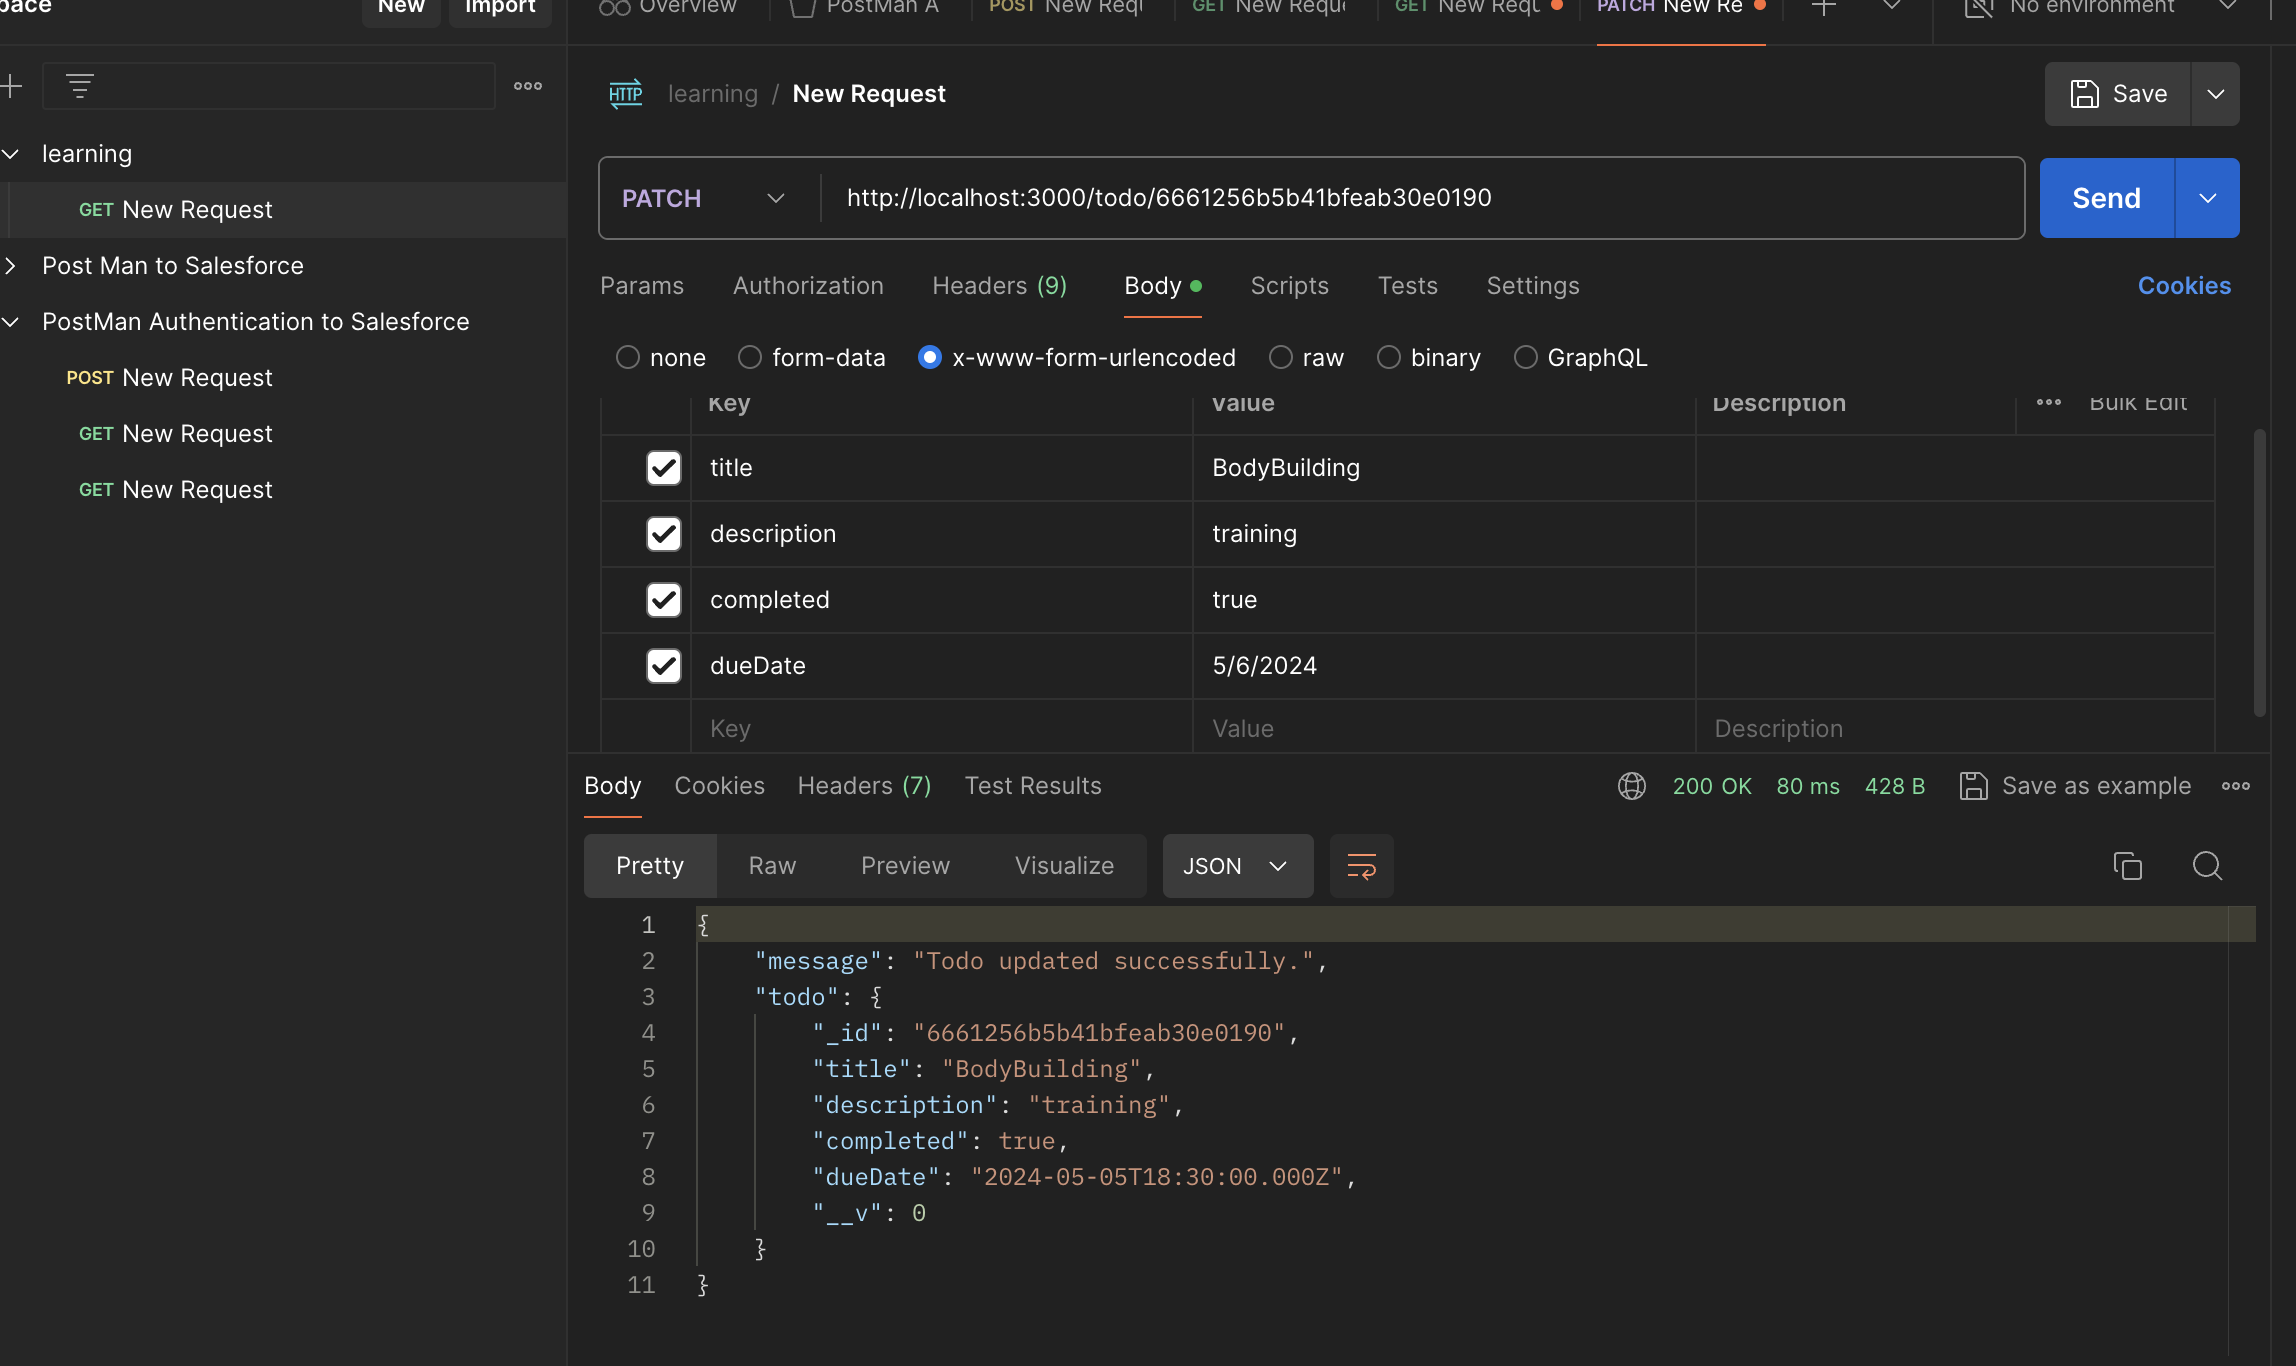 pace New Import
Overview PostMan A POST New Requ GET New Reque GET New Requ PATCH New Re No environment
HTTP learning / New Request Save
learning
GET New Request
Post Man to Salesforce
PostMan Authentication to Salesforce
POST New Request
GET New Request
GET New Request
PATCH http://localhost:3000/todo/6661256b5b41bfeab30e0190 Send
Params Authorization Headers (9) Body Scripts Tests Settings Cookies
none form-data x-www-form-urlencoded raw binary GraphQL
Key Value Description Bulk Edit
title BodyBuilding
description training
completed true
dueDate 5/6/2024
Key Value Description
Body Cookies Headers (7) Test Results 200 OK 80 ms 428 B Save as example
Pretty Raw Preview Visualize JSON
1 {
2 "message": "Todo updated successfully.",
3 "todo": {
4 "_id": "6661256b5b41bfeab30e0190",
5 "title": "BodyBuilding",
6 "description": "training",
7 "completed": true,
8 "dueDate": "2024-05-05T18:30:00.000Z",
9 "__v": 0
10 }
11 }